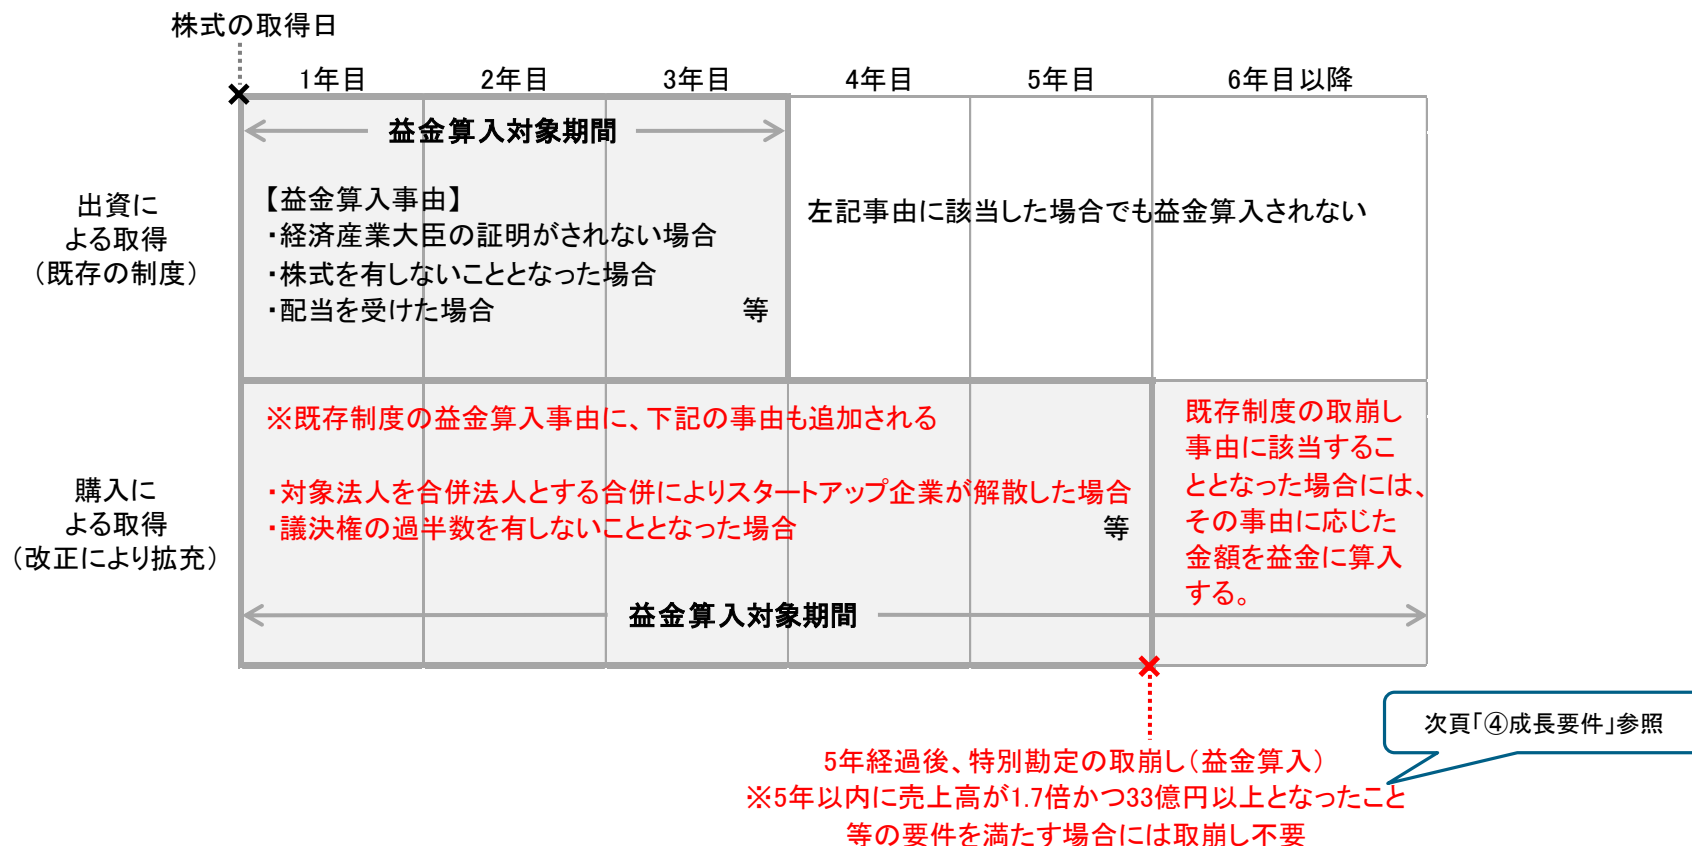 株式の取得日
1年目 2年目 3年目 4年目 5年目 6年目以降
出資に
よる取得
（既存の制度）
益金算入対象期間
【益金算入事由】
・経済産業大臣の証明がされない場合
・株式を有しないこととなった場合
・配当を受けた場合 等
左記事由に該当した場合でも益金算入されない
購入に
よる取得
（改正により拡充）
※既存制度の益金算入事由に、下記の事由も追加される
・対象法人を合併法人とする合併によりスタートアップ企業が解散した場合
・議決権の過半数を有しないこととなった場合 等
益金算入対象期間
既存制度の取崩し
事由に該当するこ
ととなった場合には、
その事由に応じた
金額を益金に算入
する。
次頁「④成長要件」参照
5年経過後、特別勘定の取崩し（益金算入）
※5年以内に売上高が1.7倍かつ33億円以上となったこと
等の要件を満たす場合には取崩し不要